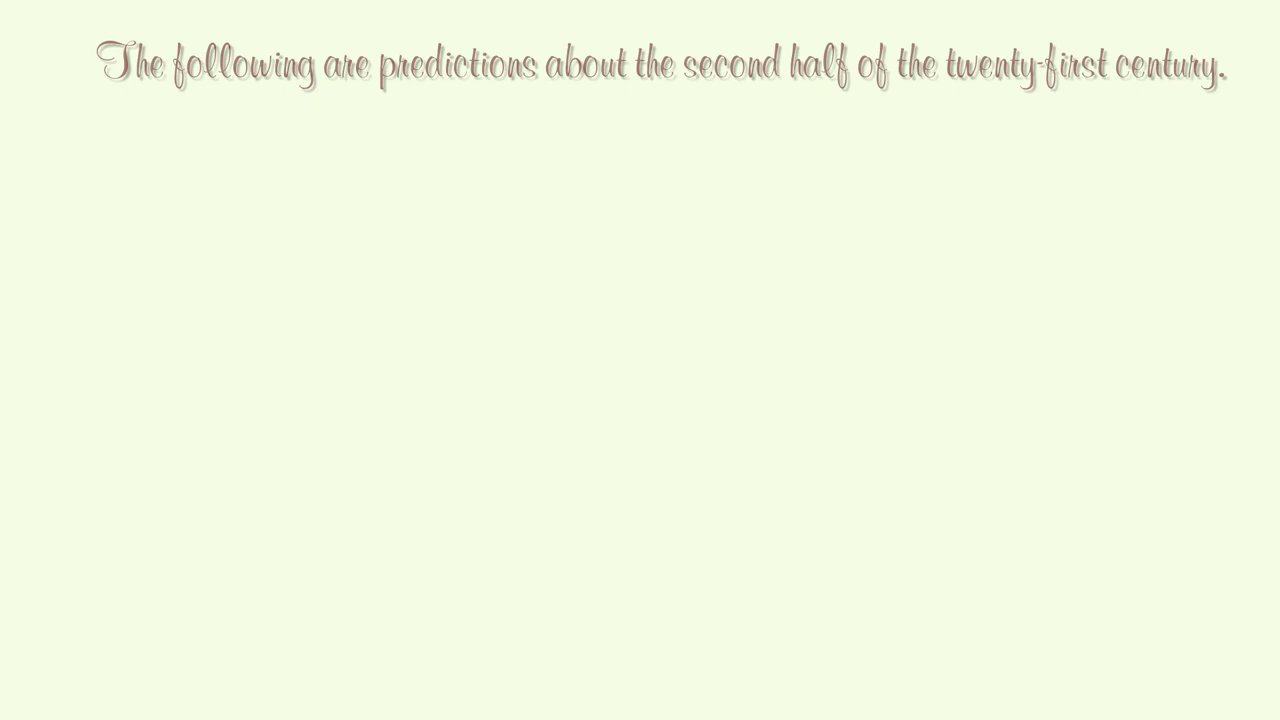 The following are predictions about the second half of the twenty-first century.